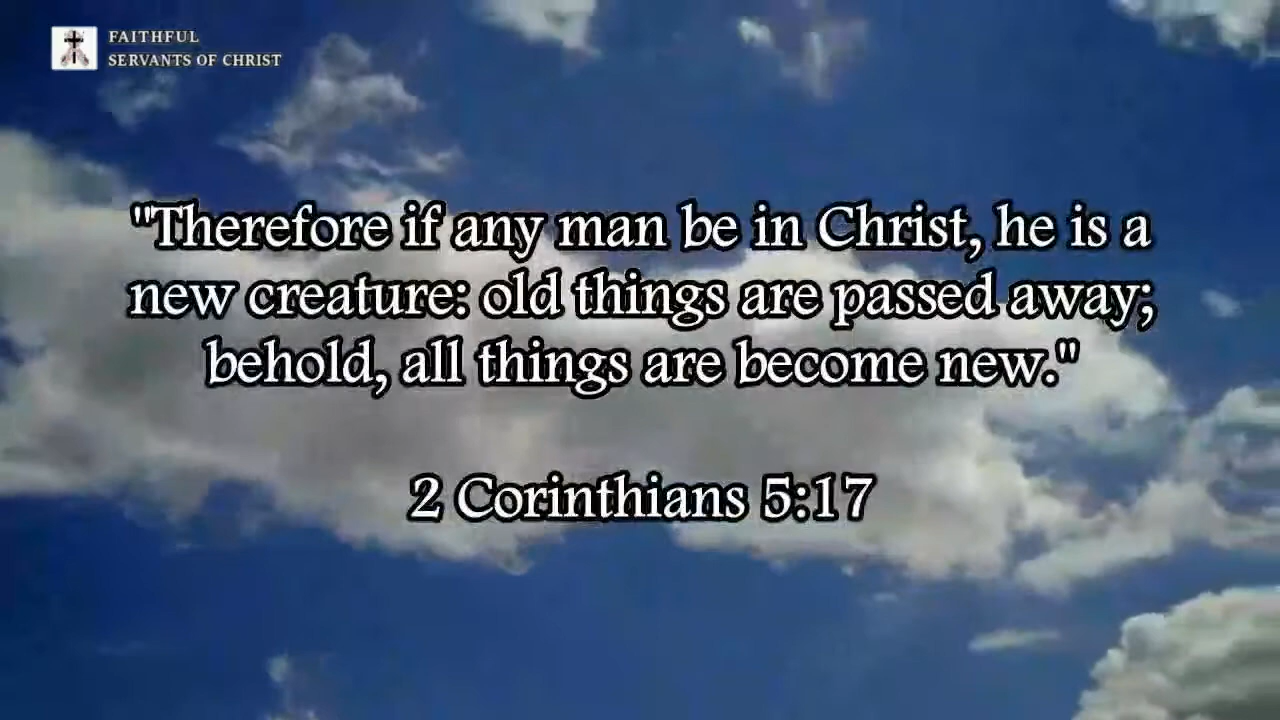 FAITHFUL
SERVANTS OF CHRIST
"Therefore if any man be in Christ, he is a
new creature: old things are passed away;
behold, all things are become new."
2 Corinthians 5:17